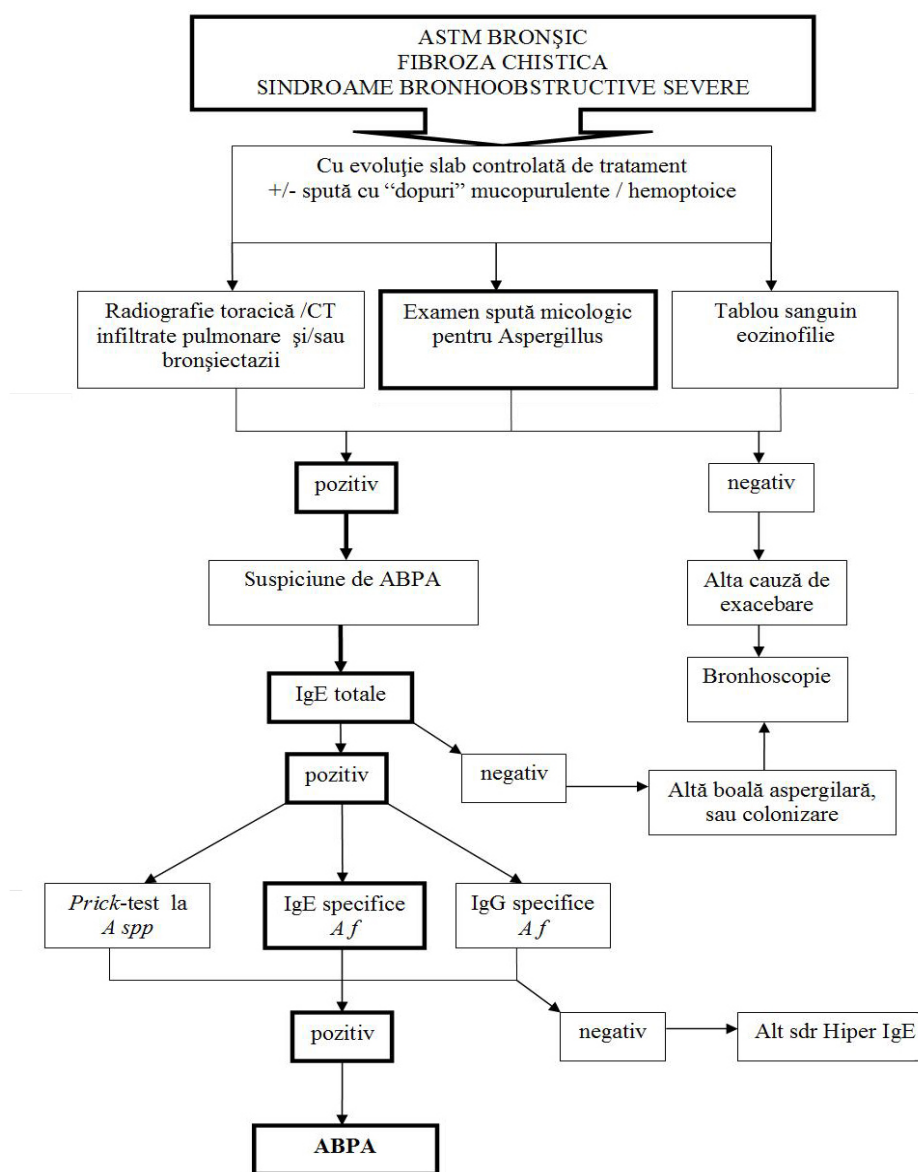 ASTM BRONŞIC
FIBROZA CHISTICA
SINDROAME BRONHOOBSTRUCTIVE SEVERE
Cu evoluţie slab controlată de tratament
+/- spută cu “dopuri” mucopurulente / hemoptoice
Radiografie toracică /CT
infiltrate pulmonare şi/sau
bronşiectazii
Examen spută micologic
pentru Aspergillus
Tablou sanguin
eozinofilie
pozitiv
negativ
Suspiciune de ABPA
Alta cauză de
exacebare
IgE totale
Bronhoscopie
pozitiv
negativ
Altă boală aspergilară,
sau colonizare
Prick-test la
A spp
IgE specifice
A f
IgG specifice
A f
pozitiv
negativ
Alt sdr Hiper IgE
ABPA